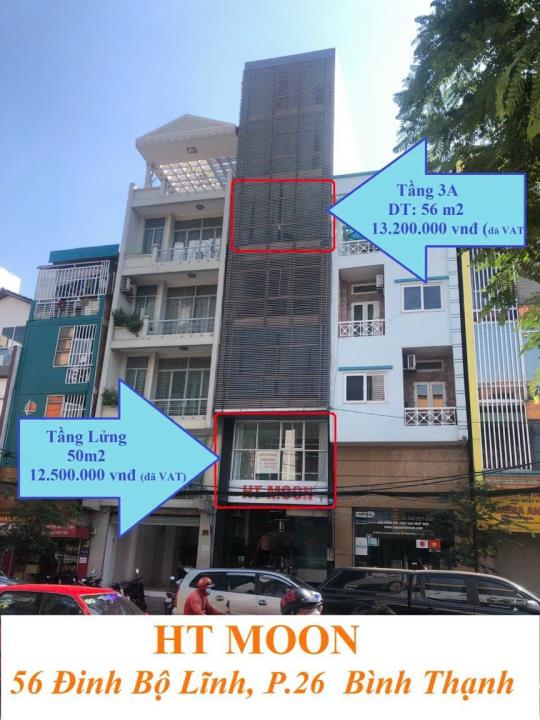 Tầng 3A
DT: 56 m2
13.200.000 vnđ (đã VAT
Tầng Lửng
50m2
12.500.000 vnđ (đã VAT)
HT MOON
HT MOON
56 Đinh Bộ Lĩnh, P.26 Bình Thạnh